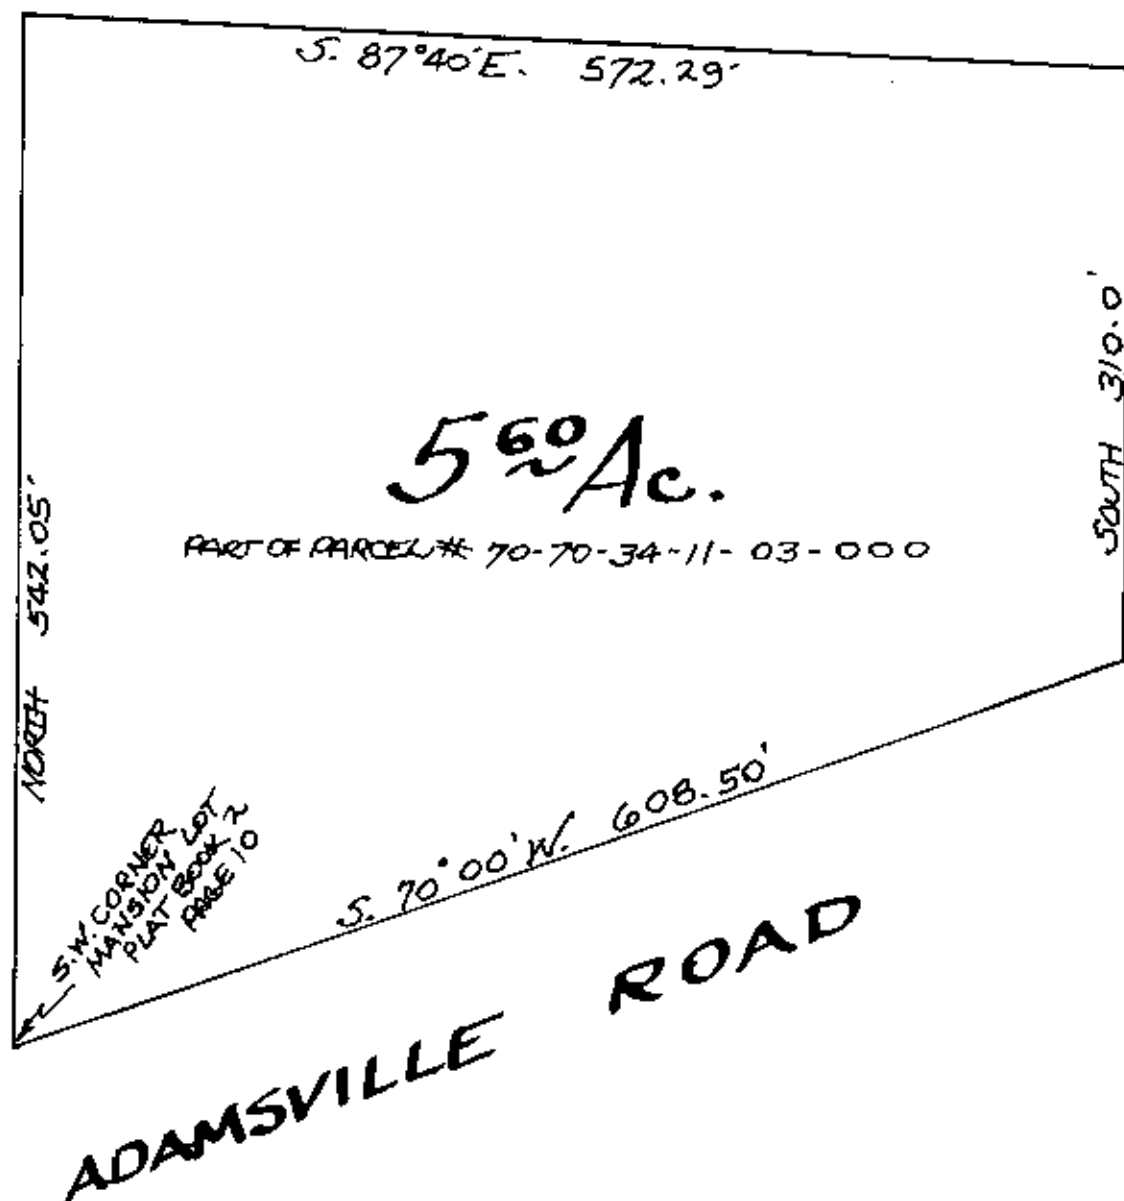 S. 87°40'E. 572.29'
SOUTH 310.0'
5 60 Ac.
PART OF PARCEL # 70-70-34-11-03-000
NORTH 542.05'
S.W. CORNER
MANSION LOT
PLAT BOOK 2
PAGE 10
S. 70°00'W. 608.50'
ADAMSVILLE ROAD